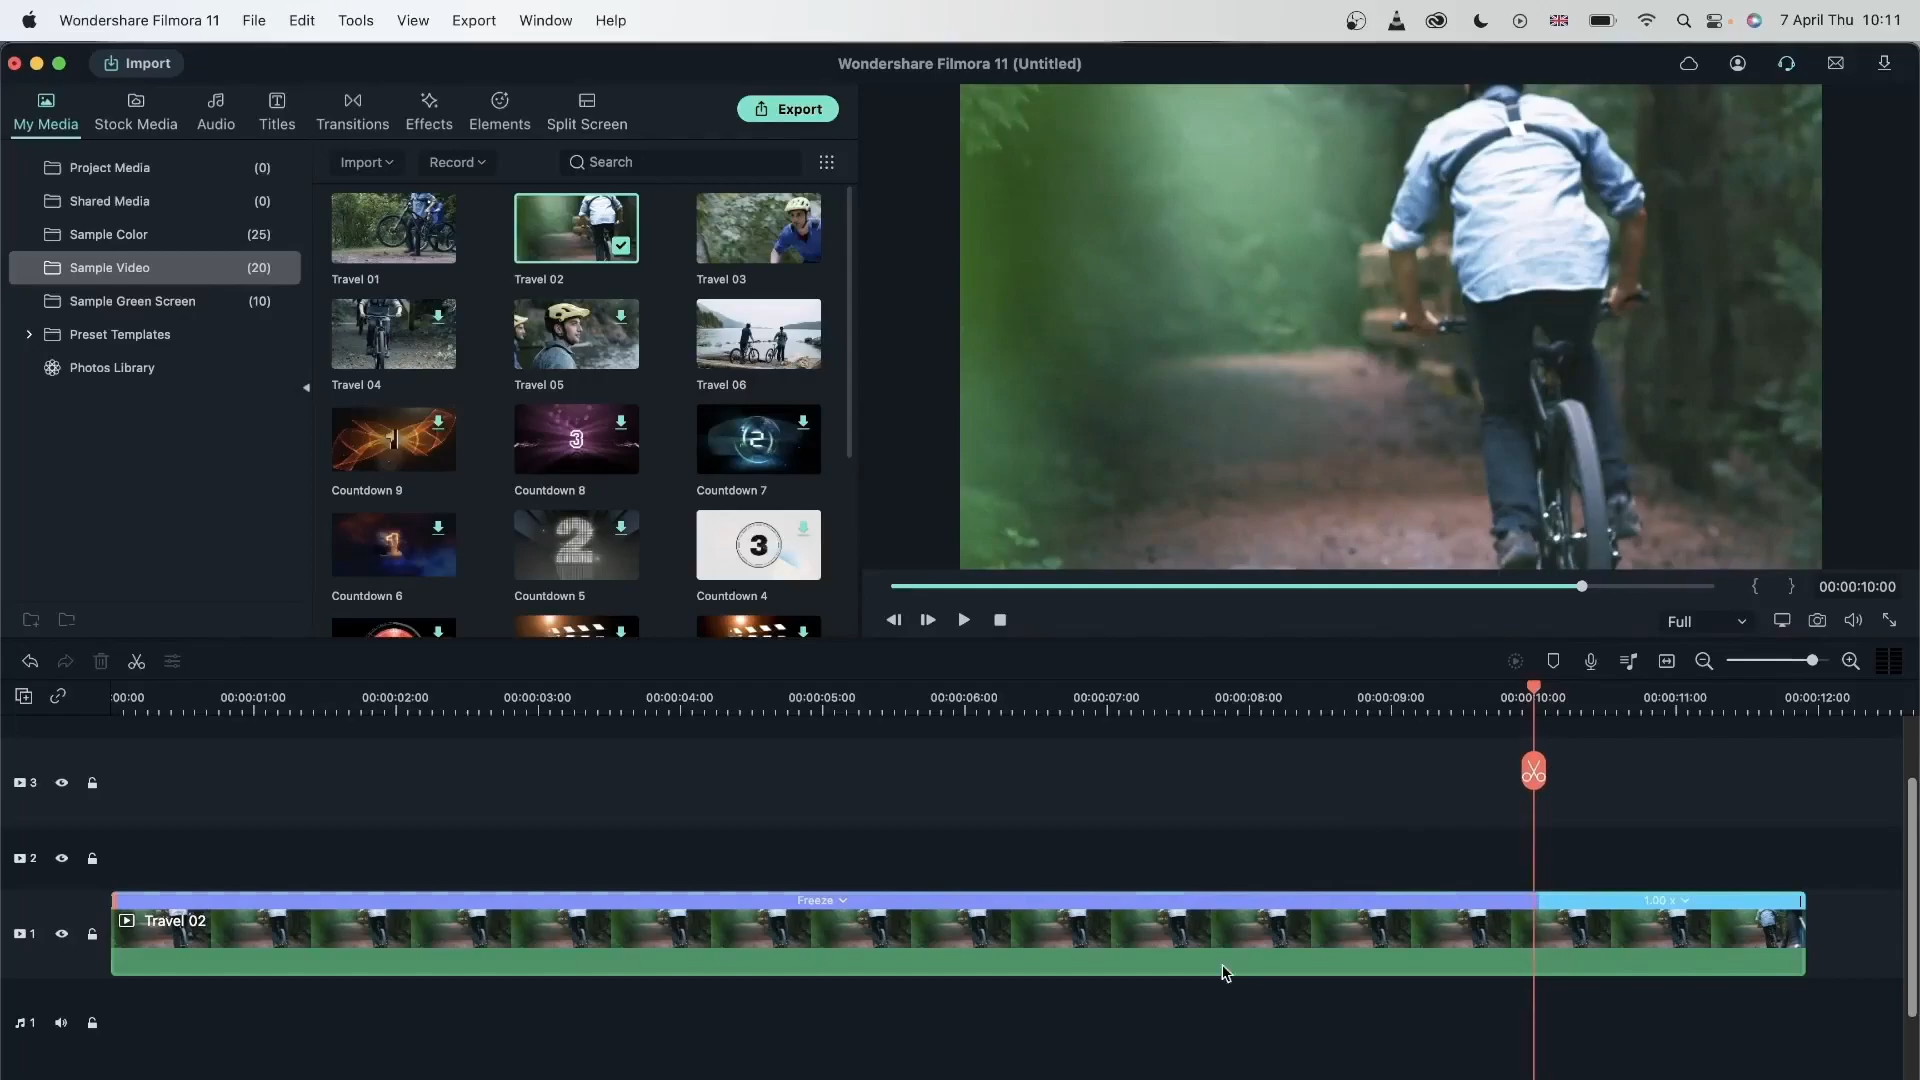 Wondershare Filmora 11 File Edit Tools View Export Window Help 7 April Thu 10:11
Import Wondershare Filmora 11 (Untitled)
My Media Stock Media Audio Titles Transitions Effects Elements Split Screen Export
Project Media (0)
Shared Media (0)
Sample Color (25)
Sample Video (20)
Sample Green Screen (10)
Preset Templates
Photos Library
Import Record Search
Travel 01 Travel 02 Travel 03
Travel 04 Travel 05 Travel 06
1 3 2
Countdown 9 Countdown 8 Countdown 7
1 2 3
Countdown 6 Countdown 5 Countdown 4
{ } 00:00:10:00
Full
:00:00 00:00:01:00 00:00:02:00 00:00:03:00 00:00:04:00 00:00:05:00 00:00:06:00 00:00:07:00 00:00:08:00 00:00:09:00 00:00:10:00 00:00:11:00 00:00:12:00
3
2
Freeze 1.00 x
Travel 02
1
1